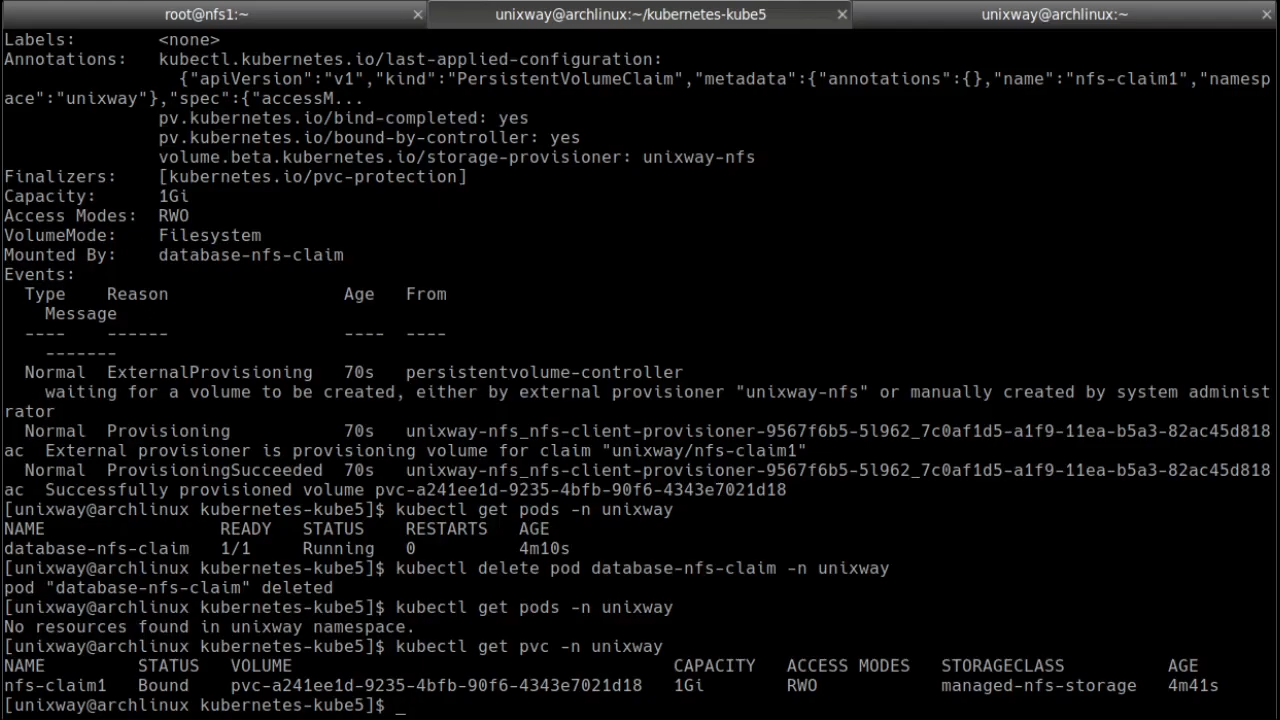 root@nfs1:~
unixway@archlinux:~/kubernetes-kube5
unixway@archlinux:~
Labels:        <none>
Annotations:   kubectl.kubernetes.io/last-applied-configuration:
                 {"apiVersion":"v1","kind":"PersistentVolumeClaim","metadata":{"annotations":{},"name":"nfs-claim1","namesp
ace":"unixway"},"spec":{"accessM...
               pv.kubernetes.io/bind-completed: yes
               pv.kubernetes.io/bound-by-controller: yes
               volume.beta.kubernetes.io/storage-provisioner: unixway-nfs
Finalizers:    [kubernetes.io/pvc-protection]
Capacity:      1Gi
Access Modes:  RWO
VolumeMode:    Filesystem
Mounted By:    database-nfs-claim
Events:
  Type    Reason                 Age   From
    Message
  ----    ------                 ----  ----
    -------
  Normal  ExternalProvisioning   70s   persistentvolume-controller
    waiting for a volume to be created, either by external provisioner "unixway-nfs" or manually created by system administ
rator
  Normal  Provisioning           70s   unixway-nfs_nfs-client-provisioner-9567f6b5-5l962_7c0af1d5-a1f9-11ea-b5a3-82ac45d818
ac  External provisioner is provisioning volume for claim "unixway/nfs-claim1"
  Normal  ProvisioningSucceeded  70s   unixway-nfs_nfs-client-provisioner-9567f6b5-5l962_7c0af1d5-a1f9-11ea-b5a3-82ac45d818
ac  Successfully provisioned volume pvc-a241ee1d-9235-4bfb-90f6-4343e7021d18
[unixway@archlinux kubernetes-kube5]$ kubectl get pods -n unixway
NAME                 READY   STATUS    RESTARTS   AGE
database-nfs-claim   1/1     Running   0          4m10s
[unixway@archlinux kubernetes-kube5]$ kubectl delete pod database-nfs-claim -n unixway
pod "database-nfs-claim" deleted
[unixway@archlinux kubernetes-kube5]$ kubectl get pods -n unixway
No resources found in unixway namespace.
[unixway@archlinux kubernetes-kube5]$ kubectl get pvc -n unixway
NAME         STATUS   VOLUME                                     CAPACITY   ACCESS MODES   STORAGECLASS          AGE
nfs-claim1   Bound    pvc-a241ee1d-9235-4bfb-90f6-4343e7021d18   1Gi        RWO            managed-nfs-storage   4m41s
[unixway@archlinux kubernetes-kube5]$ _